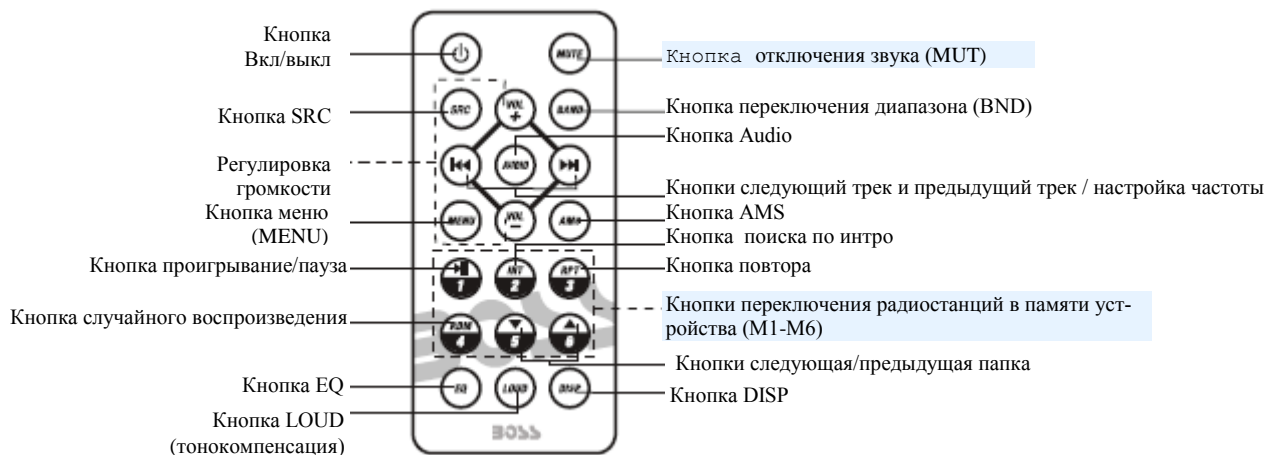 Кнопка
Вкл/выкл
Кнопка SRC
Регулировка
громкости
Кнопка меню
(MENU)
Кнопка проигрывание/пауза
Кнопка случайного воспроизведения
Кнопка EQ
Кнопка LOUD
(тонокомпенсация)
MUTE
SRC
VOL
+
BAND
AUDIO
MENU
VOL
−
AMS
1
INT
2
RPT
3
RDM
4
5
6
EQ
LOUD
DISP
BOSS
Кнопка отключения звука (MUT)
Кнопка переключения диапазона (BND)
Кнопка Audio
Кнопки следующий трек и предыдущий трек / настройка частоты
Кнопка AMS
Кнопка поиска по интро
Кнопка повтора
Кнопки переключения радиостанций в памяти уст-
ройства (M1-M6)
Кнопки следующая/предыдущая папка
Кнопка DISP